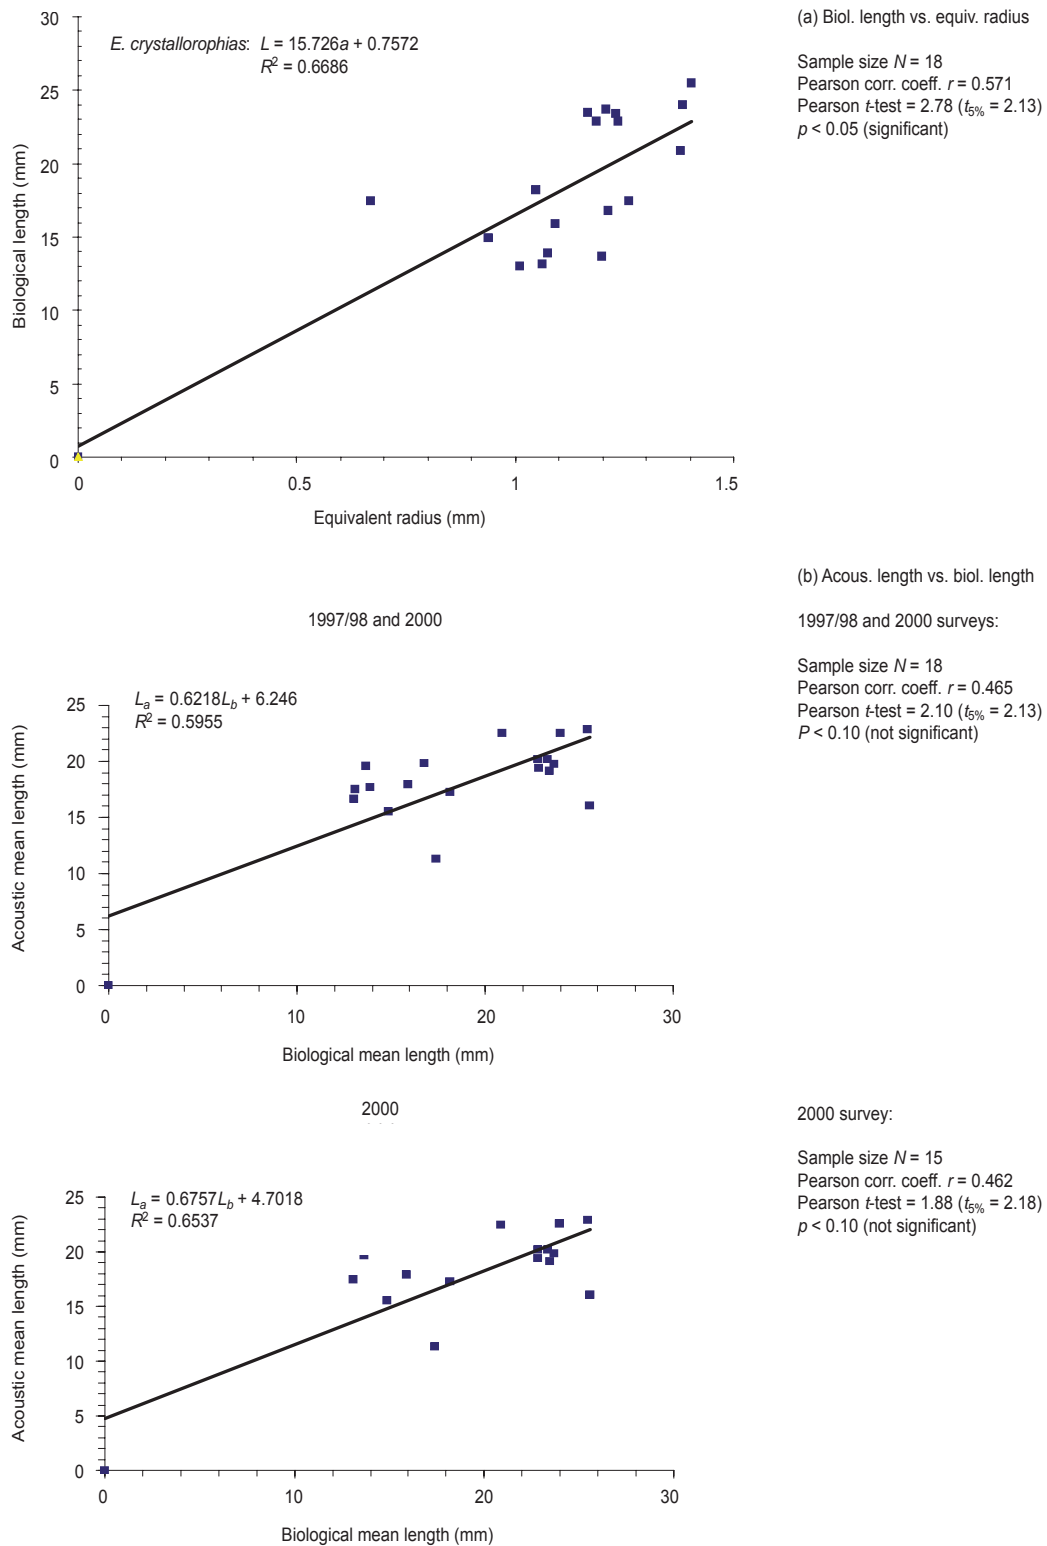 (a) Biol. length vs. equiv. radius
Sample size N = 18
Pearson corr. coeff. r = 0.571
Pearson t-test = 2.78 (t5% = 2.13)
p < 0.05 (significant)
E. crystallorophias: L = 15.726a + 0.7572
R² = 0.6686
30
25
20
15
10
5
0
Biological length (mm)
0 0.5 1 1.5
Equivalent radius (mm)
(b) Acous. length vs. biol. length
1997/98 and 2000 surveys:
Sample size N = 18
Pearson corr. coeff. r = 0.465
Pearson t-test = 2.10 (t5% = 2.13)
P < 0.10 (not significant)
1997/98 and 2000
La = 0.6218Lb + 6.246
R² = 0.5955
25
20
15
10
5
0
Acoustic mean length (mm)
0 10 20 30
Biological mean length (mm)
2000 survey:
Sample size N = 15
Pearson corr. coeff. r = 0.462
Pearson t-test = 1.88 (t5% = 2.18)
p < 0.10 (not significant)
2000
La = 0.6757Lb + 4.7018
R² = 0.6537
25
20
15
10
5
0
Acoustic mean length (mm)
0 10 20 30
Biological mean length (mm)